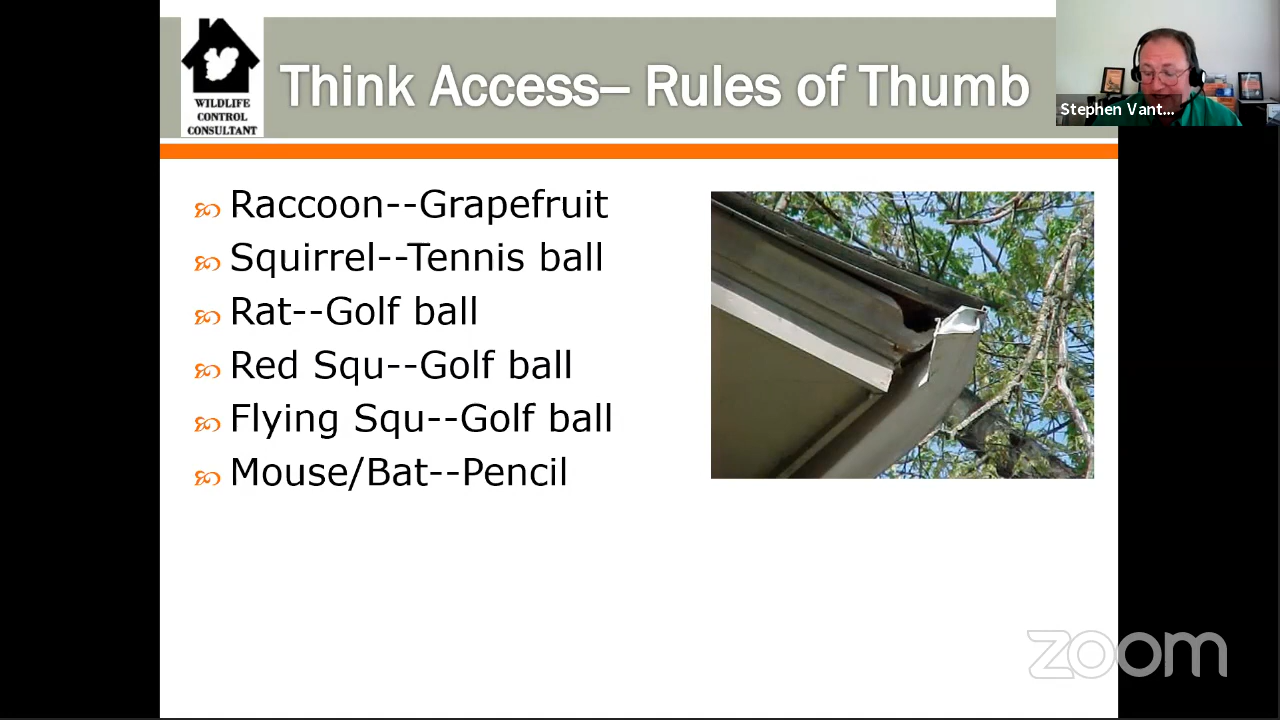 WILDLIFE
CONTROL
CONSULTANT
Think Access– Rules of Thumb
Stephen Vant...
Raccoon--Grapefruit
Squirrel--Tennis ball
Rat--Golf ball
Red Squ--Golf ball
Flying Squ--Golf ball
Mouse/Bat--Pencil
zoom